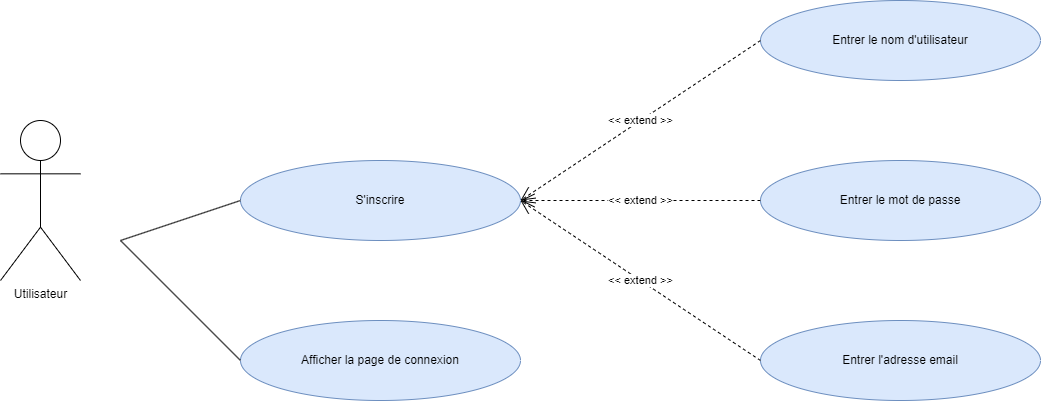 Entrer le nom d'utilisateur
<< extend >>
S'inscrire
<< extend >>
Entrer le mot de passe
<< extend >>
Utilisateur
Afficher la page de connexion
Entrer l'adresse email